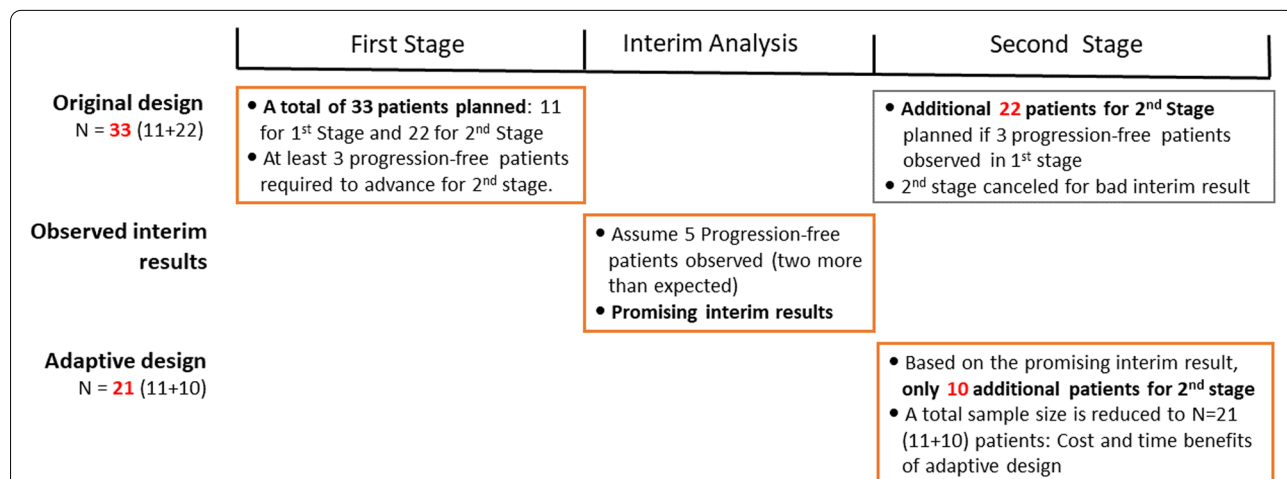 First Stage
Interim Analysis
Second Stage
Original design
N = 33 (11+22)
• A total of 33 patients planned: 11
for 1st Stage and 22 for 2nd Stage
• At least 3 progression-free patients
required to advance for 2nd stage.
• Additional 22 patients for 2nd Stage
planned if 3 progression-free patients
observed in 1st stage
• 2nd stage canceled for bad interim result
Observed interim
results
• Assume 5 Progression-free
patients observed (two more
than expected)
• Promising interim results
Adaptive design
N = 21 (11+10)
• Based on the promising interim result,
only 10 additional patients for 2nd stage
• A total sample size is reduced to N=21
(11+10) patients: Cost and time benefits
of adaptive design